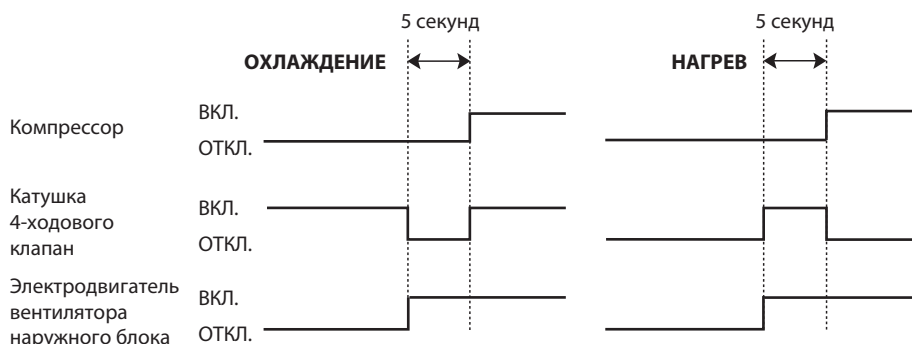 5 секунд
5 секунд
ОХЛАЖДЕНИЕ
НАГРЕВ
Компрессор
ВКЛ.
ОТКЛ.
Катушка
4-ходового
клапан
ВКЛ.
ОТКЛ.
Электродвигатель
вентилятора
наружного блока
ВКЛ.
ОТКЛ.